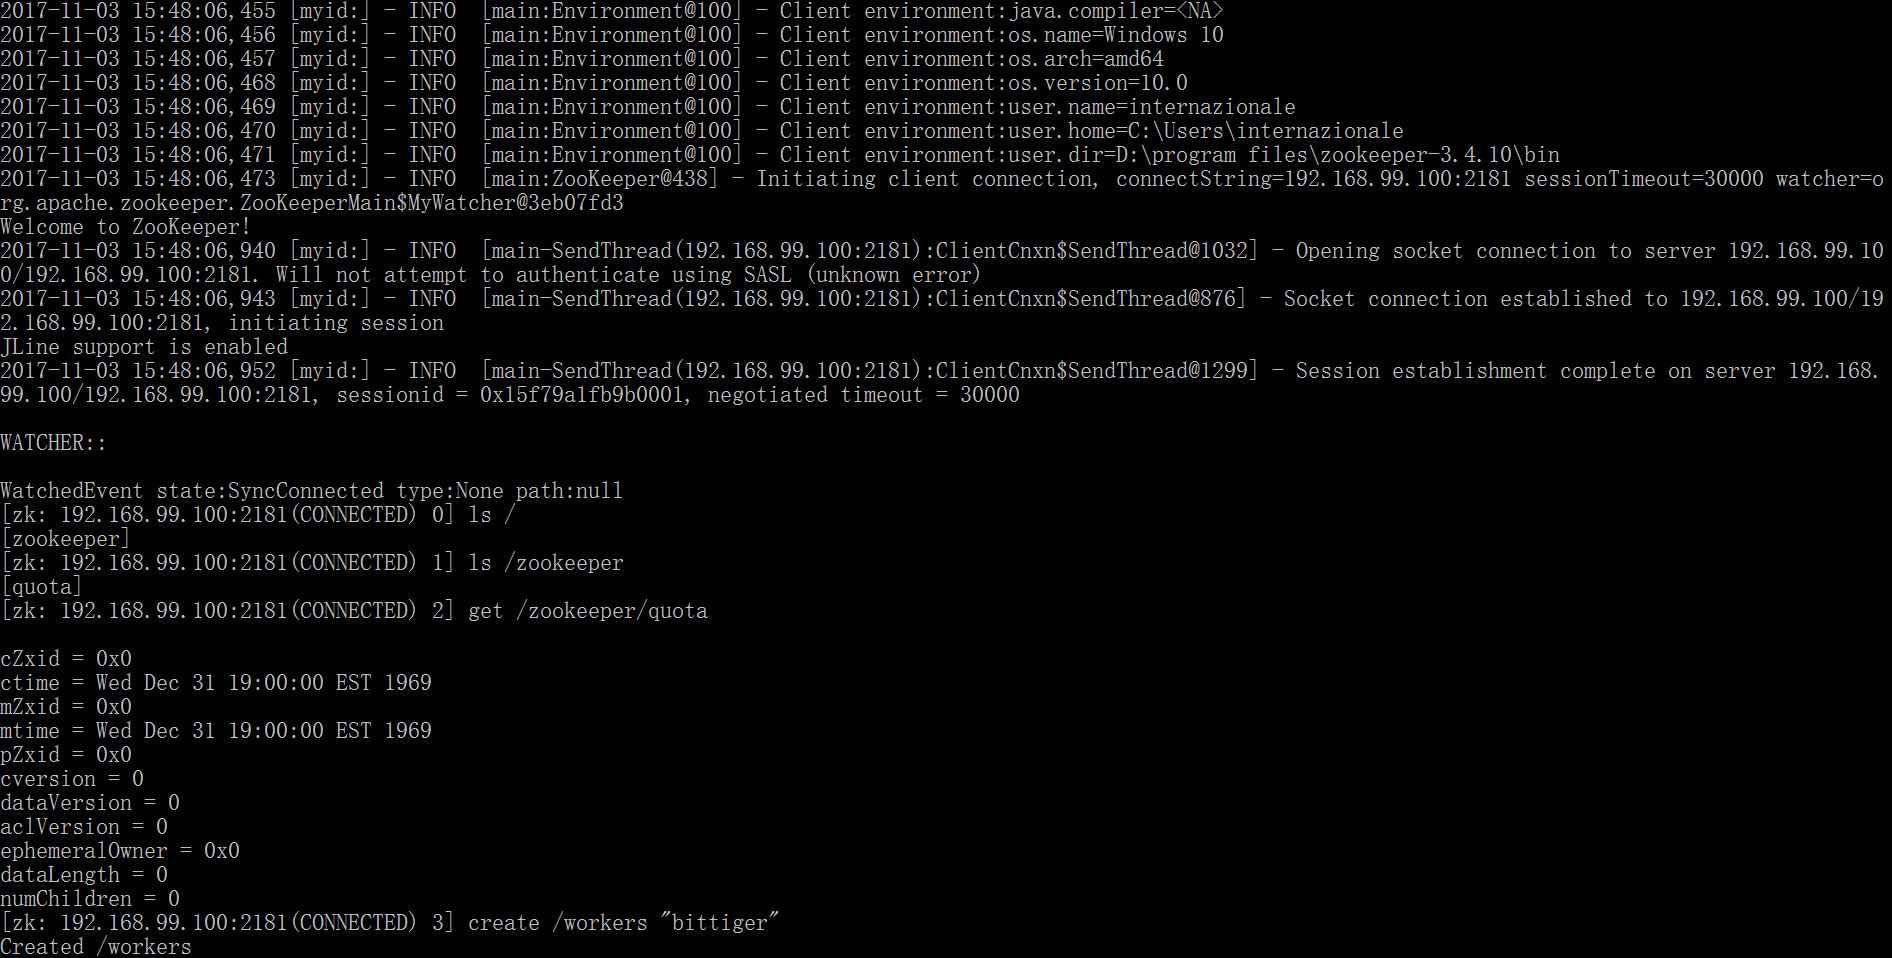 2017-11-03 15:48:06,455 [myid:] - INFO  [main:Environment@100] - Client environment:java.compiler=<NA>
2017-11-03 15:48:06,456 [myid:] - INFO  [main:Environment@100] - Client environment:os.name=Windows 10
2017-11-03 15:48:06,457 [myid:] - INFO  [main:Environment@100] - Client environment:os.arch=amd64
2017-11-03 15:48:06,468 [myid:] - INFO  [main:Environment@100] - Client environment:os.version=10.0
2017-11-03 15:48:06,469 [myid:] - INFO  [main:Environment@100] - Client environment:user.name=internazionale
2017-11-03 15:48:06,470 [myid:] - INFO  [main:Environment@100] - Client environment:user.home=C:\Users\internazionale
2017-11-03 15:48:06,471 [myid:] - INFO  [main:Environment@100] - Client environment:user.dir=D:\program files\zookeeper-3.4.10\bin
2017-11-03 15:48:06,473 [myid:] - INFO  [main:ZooKeeper@438] - Initiating client connection, connectString=192.168.99.100:2181 sessionTimeout=30000 watcher=o
rg.apache.zookeeper.ZooKeeperMain$MyWatcher@3eb07fd3
Welcome to ZooKeeper!
2017-11-03 15:48:06,940 [myid:] - INFO  [main-SendThread(192.168.99.100:2181):ClientCnxn$SendThread@1032] - Opening socket connection to server 192.168.99.10
0/192.168.99.100:2181. Will not attempt to authenticate using SASL (unknown error)
2017-11-03 15:48:06,943 [myid:] - INFO  [main-SendThread(192.168.99.100:2181):ClientCnxn$SendThread@876] - Socket connection established to 192.168.99.100/19
2.168.99.100:2181, initiating session
JLine support is enabled
2017-11-03 15:48:06,952 [myid:] - INFO  [main-SendThread(192.168.99.100:2181):ClientCnxn$SendThread@1299] - Session establishment complete on server 192.168.
99.100/192.168.99.100:2181, sessionid = 0x15f79a1fb9b0001, negotiated timeout = 30000
WATCHER::
WatchedEvent state:SyncConnected type:None path:null
[zk: 192.168.99.100:2181(CONNECTED) 0] ls /
[zookeeper]
[zk: 192.168.99.100:2181(CONNECTED) 1] ls /zookeeper
[quota]
[zk: 192.168.99.100:2181(CONNECTED) 2] get /zookeeper/quota
cZxid = 0x0
ctime = Wed Dec 31 19:00:00 EST 1969
mZxid = 0x0
mtime = Wed Dec 31 19:00:00 EST 1969
pZxid = 0x0
cversion = 0
dataVersion = 0
aclVersion = 0
ephemeralOwner = 0x0
dataLength = 0
numChildren = 0
[zk: 192.168.99.100:2181(CONNECTED) 3] create /workers "bittiger"
Created /workers